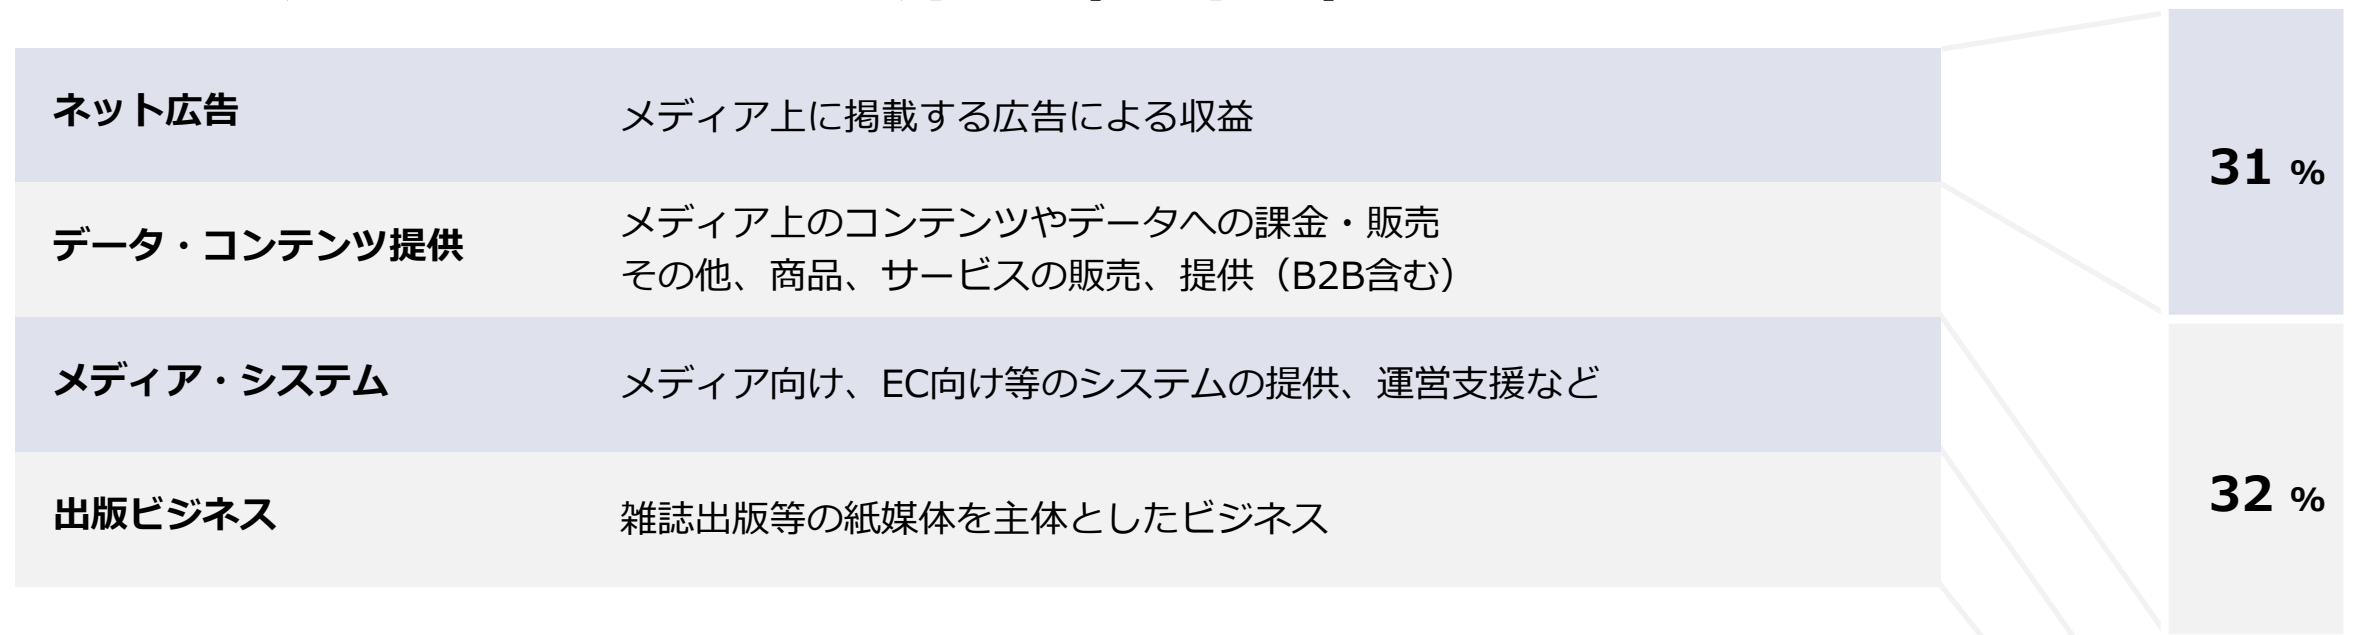 ネット広告
メディア上に掲載する広告による収益
31 %
データ・コンテンツ提供
メディア上のコンテンツやデータへの課金・販売
その他、商品、サービスの販売、提供（B2B含む）
メディア・システム
メディア向け、EC向け等のシステムの提供、運営支援など
32 %
出版ビジネス
雑誌出版等の紙媒体を主体としたビジネス